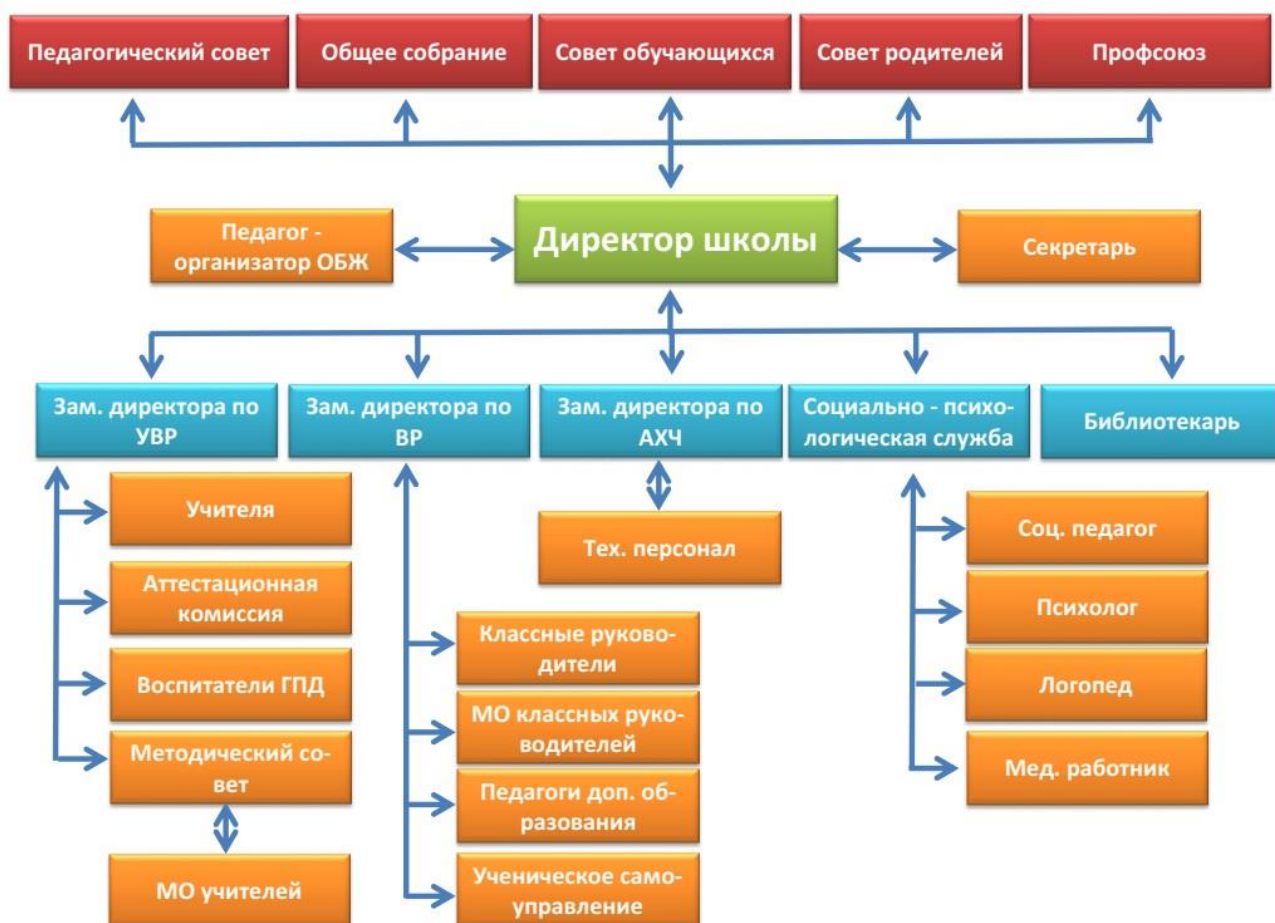 Педагогический совет
Общее собрание
Совет обучающихся
Совет родителей
Профсоюз
Педагог -
организатор ОБЖ
Директор школы
Секретарь
Зам. директора по
УВР
Зам. директора по
ВР
Зам. директора по
АХЧ
Социально - психо-
логическая служба
Библиотекарь
Учителя
Аттестационная
комиссия
Воспитатели ГПД
Методический со-
вет
МО учителей
Классные руково-
дители
МО классных руко-
водителей
Педагоги доп. об-
разования
Ученическое само-
управление
Тех. персонал
Соц. педагог
Психолог
Логопед
Мед. работник